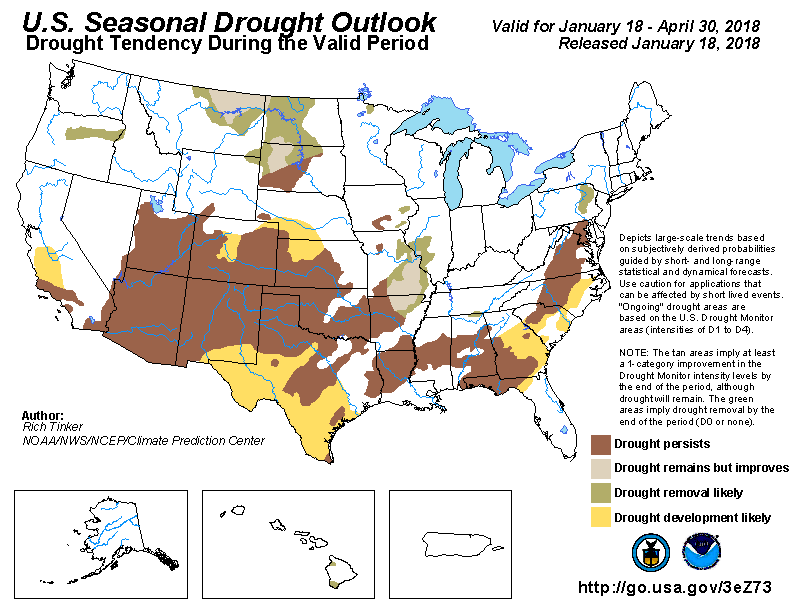 U.S. Seasonal Drought Outlook
Drought Tendency During the Valid Period
Valid for January 18 - April 30, 2018
Released January 18, 2018
Depicts large-scale trends based
on subjectively derived probabilities
guided by short- and long-range
statistical and dynamical forecasts.
Use caution for applications that
can be affected by short lived events.
"Ongoing" drought areas are
based on the U.S. Drought Monitor
areas (intensities of D1 to D4).
NOTE: The tan areas imply at least
a 1-category improvement in the
Drought Monitor intensity levels by
the end of the period, although
drought will remain. The green
areas imply drought removal by the
end of the period (D0 or none).
Author:
Rich Tinker
NOAA/NWS/NCEP/Climate Prediction Center
Drought persists
Drought remains but improves
Drought removal likely
Drought development likely
http://go.usa.gov/3eZ73